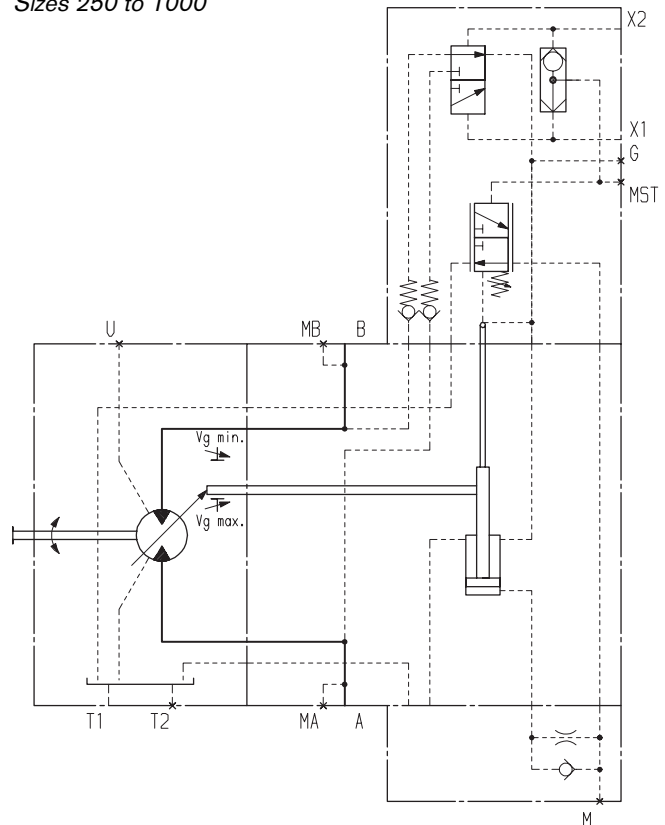 Sizes 250 to 1000
X2
X1
G
MST
U
MB
B
Vg min.
Vg max.
T1
T2
MA
A
M